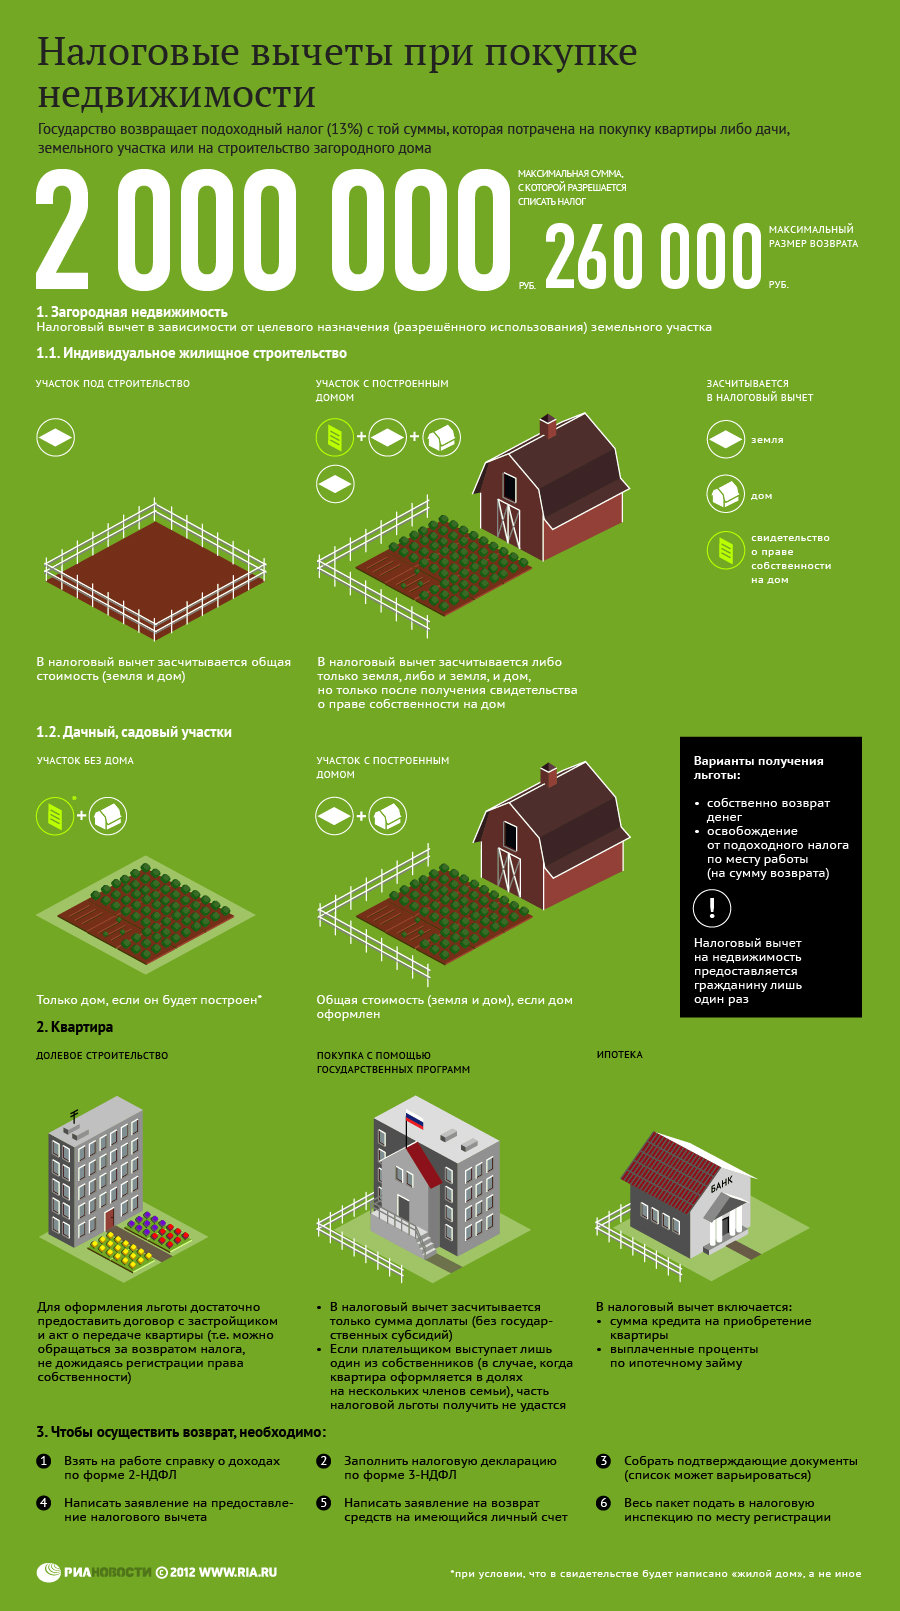 Налоговые вычеты при покупке
недвижимости
Государство возвращает подоходный налог (13%) с той суммы, которая потрачена на покупку квартиры либо дачи,
земельного участка или на строительство загородного дома
2 000 000
РУБ.
МАКСИМАЛЬНАЯ СУММА,
С КОТОРОЙ РАЗРЕШАЕТСЯ
СПИСАТЬ НАЛОГ
260 000
МАКСИМАЛЬНЫЙ
РАЗМЕР ВОЗВРАТА
РУБ.
1. Загородная недвижимость
Налоговый вычет в зависимости от целевого назначения (разрешённого использования) земельного участка
1.1. Индивидуальное жилищное строительство
УЧАСТОК ПОД СТРОИТЕЛЬСТВО
В налоговый вычет засчитывается общая
стоимость (земля и дом)
УЧАСТОК С ПОСТРОЕННЫМ
ДОМОМ
+ +
В налоговый вычет засчитывается либо
только земля, либо и земля, и дом,
но только после получения свидетельства
о праве собственности на дом
ЗАСЧИТЫВАЕТСЯ
В НАЛОГОВЫЙ ВЫЧЕТ
земля
дом
свидетельство
о праве
собственности
на дом
1.2. Дачный, садовый участки
УЧАСТОК БЕЗ ДОМА
* +
Только дом, если он будет построен*
УЧАСТОК С ПОСТРОЕННЫМ
ДОМОМ
+
Общая стоимость (земля и дом), если дом
оформлен
Варианты получения
льготы:
• собственно возврат
денег
• освобождение
от подоходного налога
по месту работы
(на сумму возврата)
!
Налоговый вычет
на недвижимость
предоставляется
гражданину лишь
один раз
2. Квартира
ДОЛЕВОЕ СТРОИТЕЛЬСТВО
Для оформления льготы достаточно
предоставить договор с застройщиком
и акт о передаче квартиры (т.е. можно
обращаться за возвратом налога,
не дожидаясь регистрации права
собственности)
ПОКУПКА С ПОМОЩЬЮ
ГОСУДАРСТВЕННЫХ ПРОГРАММ
• В налоговый вычет засчитывается
только сумма доплаты (без государ-
ственных субсидий)
• Если плательщиком выступает лишь
один из собственников (в случае, когда
квартира оформляется в долях
на нескольких членов семьи), часть
налоговой льготы получить не удастся
ИПОТЕКА
БАНК
В налоговый вычет включается:
• сумма кредита на приобретение
квартиры
• выплаченные проценты
по ипотечному займу
3. Чтобы осуществить возврат, необходимо:
1 Взять на работе справку о доходах
по форме 2-НДФЛ
2 Заполнить налоговую декларацию
по форме 3-НДФЛ
3 Собрать подтверждающие документы
(список может варьироваться)
4 Написать заявление на предоставле-
ние налогового вычета
5 Написать заявление на возврат
средств на имеющийся личный счет
6 Весь пакет подать в налоговую
инспекцию по месту регистрации
РИАНОВОСТИ © 2012 WWW.RIA.RU
*при условии, что в свидетельстве будет написано «жилой дом», а не иное